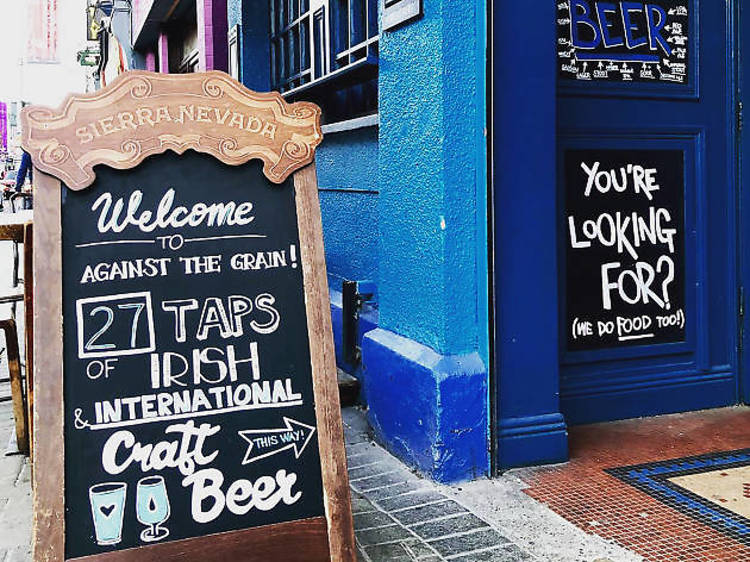 SIERRA NEVADA
Welcome
TO
AGAINST THE GRAIN!
27 TAPS
OF IRISH
& INTERNATIONAL
Craft
THIS WAY!
Beer
BEER
YOU'RE
LOOKING
FOR?
(WE DO FOOD TOO!)